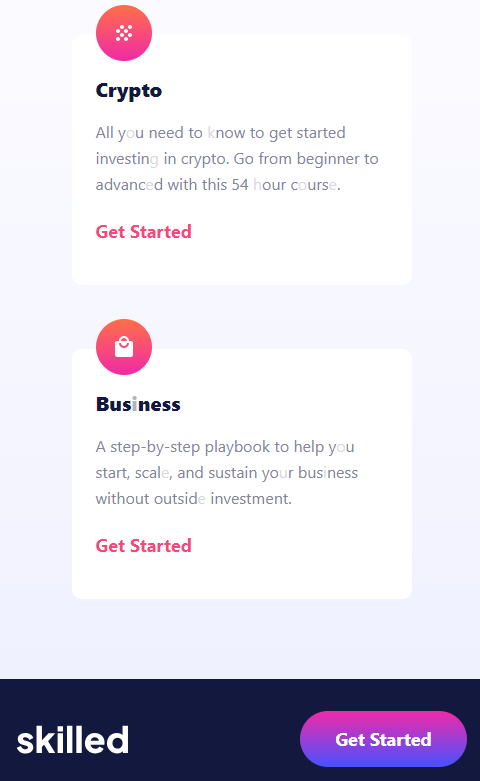 Crypto
All you need to know to get started
investing in crypto. Go from beginner to
advanced with this 54 hour course.
Get Started
Business
A step-by-step playbook to help you
start, scale, and sustain your business
without outside investment.
Get Started
skilled
Get Started